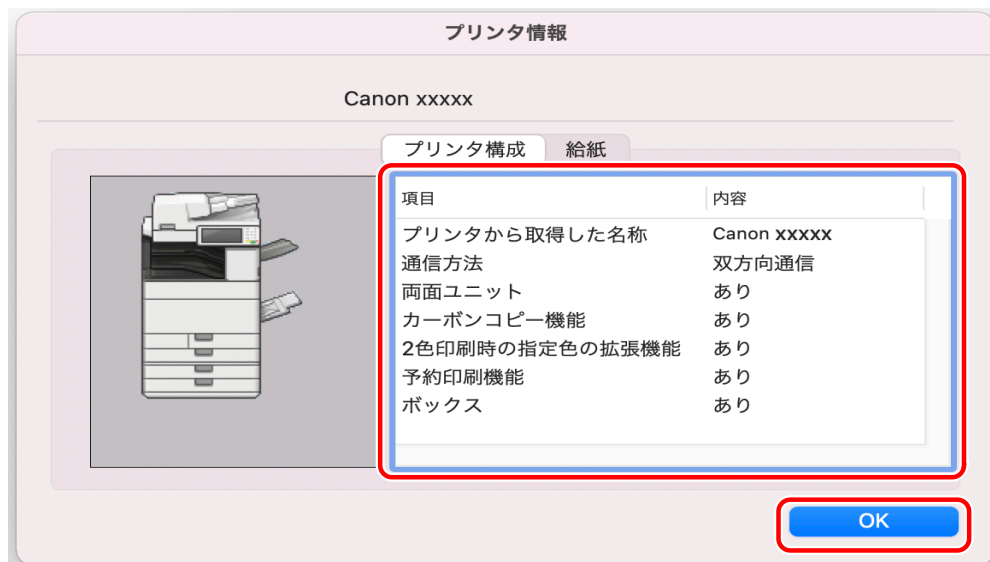 プリンタ情報
Canon xxxxx
プリンタ構成 給紙
項目 内容
プリンタから取得した名称 Canon xxxxx
通信方法 双方向通信
両面ユニット あり
カーボンコピー機能 あり
2色印刷時の指定色の拡張機能 あり
予約印刷機能 あり
ボックス あり
OK